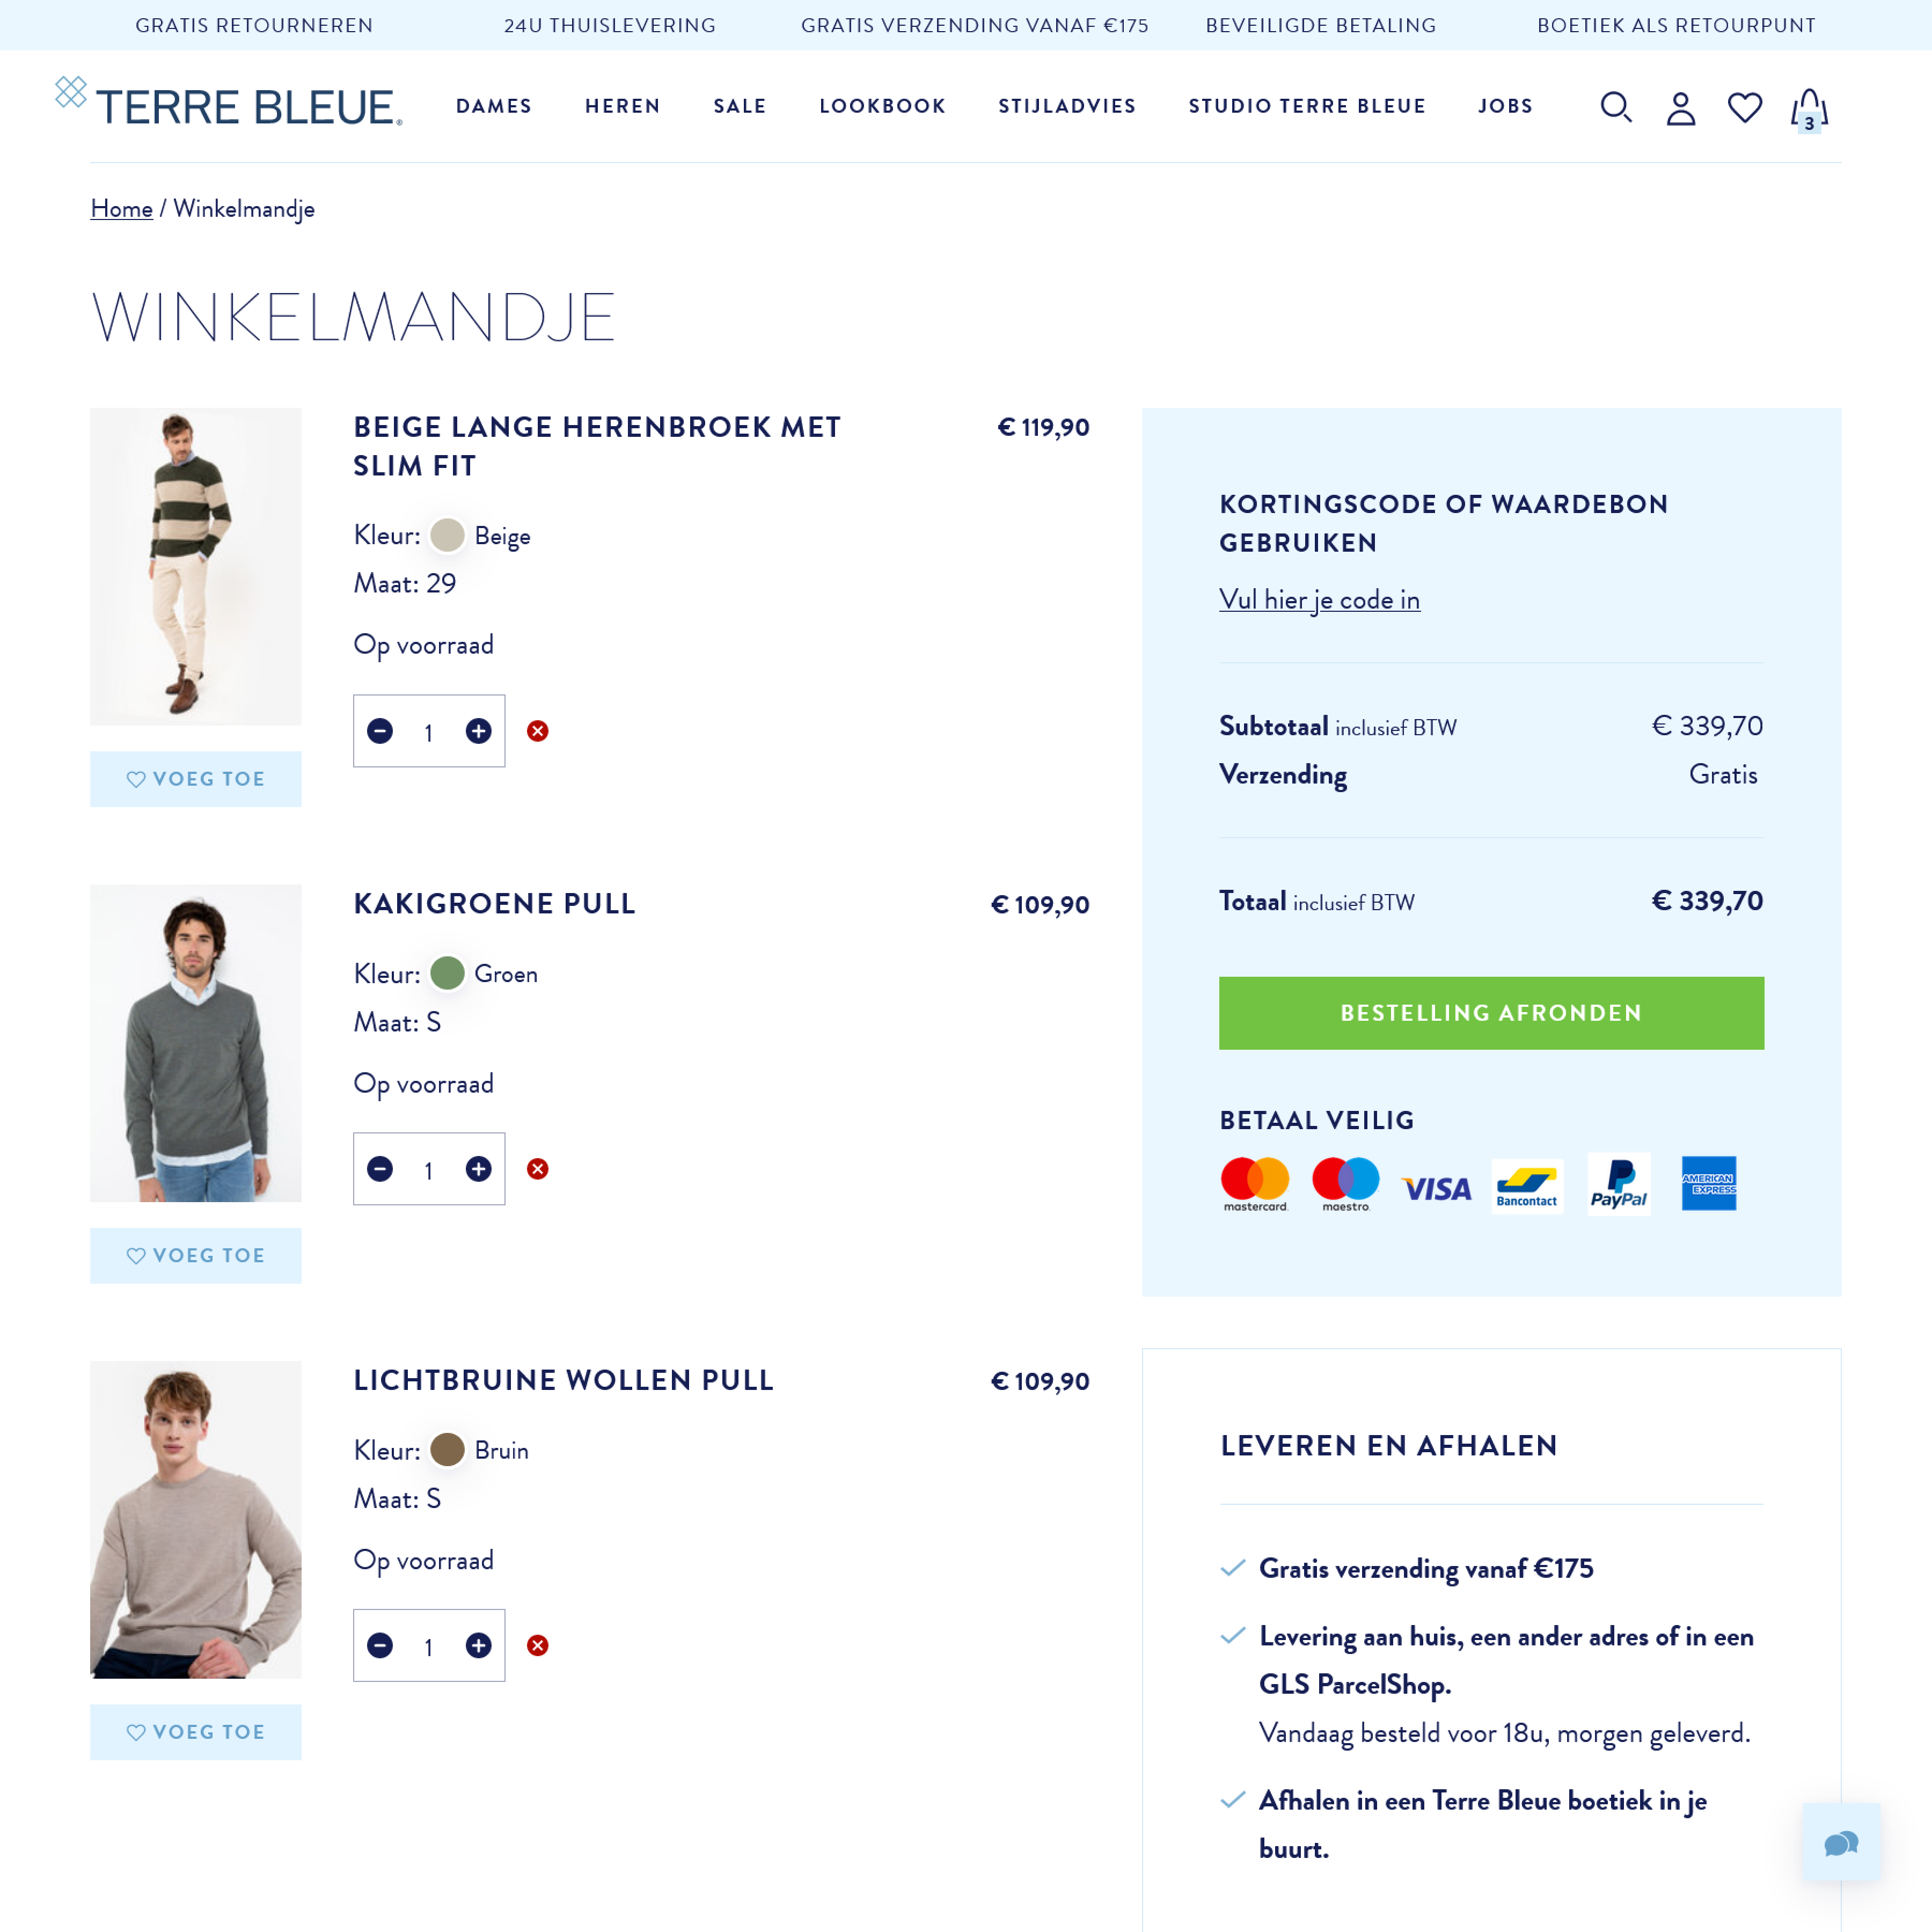 GRATIS RETOURNEREN 24U THUISLEVERING GRATIS VERZENDING VANAF €175 BEVEILIGDE BETALING BOETIEK ALS RETOURPUNT
TERRE BLEUE® DAMES HEREN SALE LOOKBOOK STIJLADVIES STUDIO TERRE BLEUE JOBS 3
Home / Winkelmandje
WINKELMANDJE
BEIGE LANGE HERENBROEK MET
SLIM FIT
€ 119,90
Kleur: Beige
Maat: 29
Op voorraad
1
VOEG TOE
KAKIGROENE PULL
€ 109,90
Kleur: Groen
Maat: S
Op voorraad
1
VOEG TOE
LICHTBRUINE WOLLEN PULL
€ 109,90
Kleur: Bruin
Maat: S
Op voorraad
1
VOEG TOE
KORTINGSCODE OF WAARDEBON
GEBRUIKEN
Vul hier je code in
Subtotaal inclusief BTW € 339,70
Verzending Gratis
Totaal inclusief BTW € 339,70
BESTELLING AFRONDEN
BETAAL VEILIG
mastercard. maestro. VISA Bancontact PayPal AMERICAN EXPRESS
LEVEREN EN AFHALEN
Gratis verzending vanaf €175
Levering aan huis, een ander adres of in een
GLS ParcelShop.
Vandaag besteld voor 18u, morgen geleverd.
Afhalen in een Terre Bleue boetiek in je
buurt.